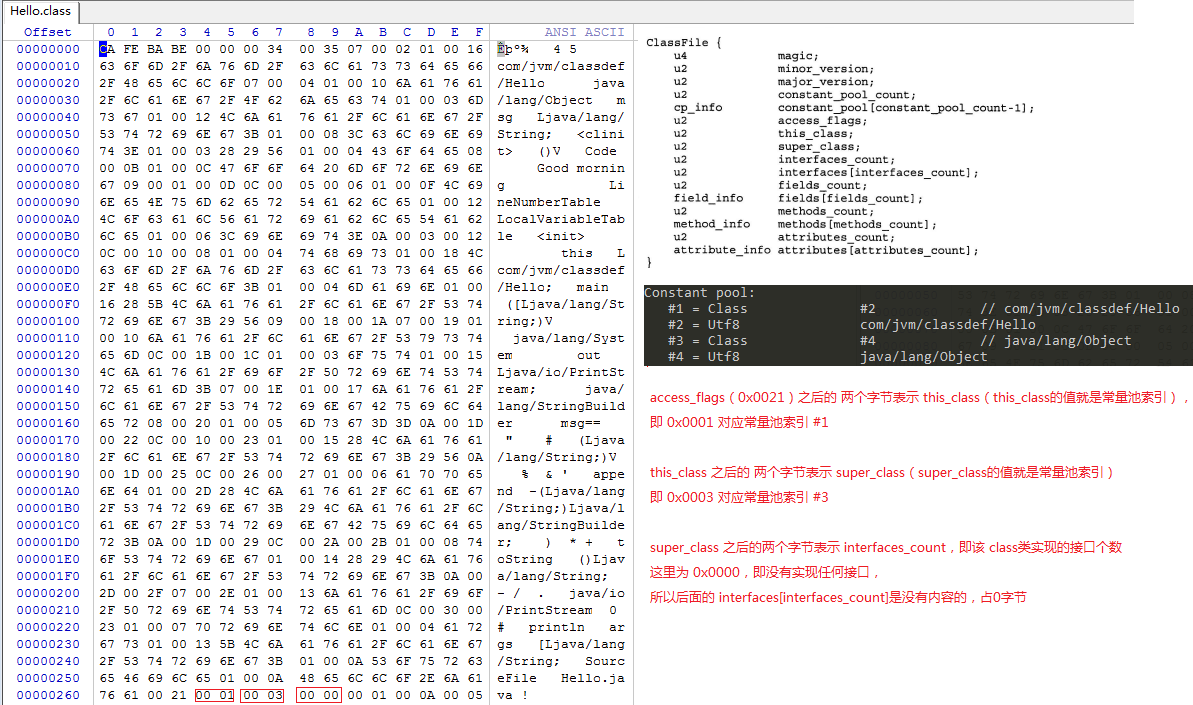 Hello.class
Offset 0 1 2 3 4 5 6 7 8 9 A B C D E F ANSI ASCII
00000000 CA FE BA BE 00 00 00 34 00 35 07 00 02 01 00 16 Êþº¾ 4 5
00000010 63 6F 6D 2F 6A 76 6D 2F 63 6C 61 73 73 64 65 66 com/jvm/classdef
00000020 2F 48 65 6C 6C 6F 07 00 04 01 00 10 6A 61 76 61 /Hello java
00000030 2F 6C 61 6E 67 2F 4F 62 6A 65 63 74 01 00 03 6D /lang/Object m
00000040 73 67 01 00 12 4C 6A 61 76 61 2F 6C 61 6E 67 2F sg Ljava/lang/
00000050 53 74 72 69 6E 67 3B 01 00 08 3C 63 6C 69 6E 69 String; <clini
00000060 74 3E 01 00 03 28 29 56 01 00 04 43 6F 64 65 08 t> ()V Code
00000070 00 0B 01 00 0C 47 6F 6F 64 20 6D 6F 72 6E 69 6E Good mornin
00000080 67 09 00 01 00 0D 0C 00 05 00 06 01 00 0F 4C 69 g Li
00000090 6E 65 4E 75 6D 62 65 72 54 61 62 6C 65 01 00 12 neNumberTable
000000A0 4C 6F 63 61 6C 56 61 72 69 61 62 6C 65 54 61 62 LocalVariableTab
000000B0 6C 65 01 00 06 3C 69 6E 69 74 3E 0A 00 03 00 12 le <init>
000000C0 0C 00 10 00 08 01 00 04 74 68 69 73 01 00 18 4C this L
000000D0 63 6F 6D 2F 6A 76 6D 2F 63 6C 61 73 73 64 65 66 com/jvm/classdef
000000E0 2F 48 65 6C 6C 6F 3B 01 00 04 6D 61 69 6E 01 00 /Hello; main
000000F0 16 28 5B 4C 6A 61 76 61 2F 6C 61 6E 67 2F 53 74 ([Ljava/lang/St
00000100 72 69 6E 67 3B 29 56 09 00 18 00 1A 07 00 19 01 ring;)V
00000110 00 10 6A 61 76 61 2F 6C 61 6E 67 2F 53 79 73 74 java/lang/Syst
00000120 65 6D 0C 00 1B 00 1C 01 00 03 6F 75 74 01 00 15 em out
00000130 4C 6A 61 76 61 2F 69 6F 2F 50 72 69 6E 74 53 74 Ljava/io/PrintSt
00000140 72 65 61 6D 3B 07 00 1E 01 00 17 6A 61 76 61 2F ream; java/
00000150 6C 61 6E 67 2F 53 74 72 69 6E 67 42 75 69 6C 64 lang/StringBuild
00000160 65 72 08 00 20 01 00 05 6D 73 67 3D 3D 0A 00 1D er msg==
00000170 00 22 0C 00 10 00 23 01 00 15 28 4C 6A 61 76 61 " # (Ljava
00000180 2F 6C 61 6E 67 2F 53 74 72 69 6E 67 3B 29 56 0A /lang/String;)V
00000190 00 1D 00 25 0C 00 26 00 27 01 00 06 61 70 70 65 % & ' appe
000001A0 6E 64 01 00 2D 28 4C 6A 61 76 61 2F 6C 61 6E 67 nd -(Ljava/lang
000001B0 2F 53 74 72 69 6E 67 3B 29 4C 6A 61 76 61 2F 6C /String;)Ljava/l
000001C0 61 6E 67 2F 53 74 72 69 6E 67 42 75 69 6C 64 65 ang/StringBuilde
000001D0 72 3B 0A 00 1D 00 29 0C 00 2A 00 2B 01 00 08 74 r; ) * + t
000001E0 6F 53 74 72 69 6E 67 01 00 14 28 29 4C 6A 61 76 oString ()Ljav
000001F0 61 2F 6C 61 6E 67 2F 53 74 72 69 6E 67 3B 0A 00 a/lang/String;
00000200 2D 00 2F 07 00 2E 01 00 13 6A 61 76 61 2F 69 6F - / . java/io
00000210 2F 50 72 69 6E 74 53 74 72 65 61 6D 0C 00 30 00 /PrintStream 0
00000220 23 01 00 07 70 72 69 6E 74 6C 6E 01 00 04 61 72 # println ar
00000230 67 73 01 00 13 5B 4C 6A 61 76 61 2F 6C 61 6E 67 gs [Ljava/lang
00000240 2F 53 74 72 69 6E 67 3B 01 00 0A 53 6F 75 72 63 /String; Sourc
00000250 65 46 69 6C 65 01 00 0A 48 65 6C 6C 6F 2E 6A 61 eFile Hello.ja
00000260 76 61 00 21 00 01 00 03 00 00 00 01 00 0A 00 05 va !
ClassFile {
u4 magic;
u2 minor_version;
u2 major_version;
u2 constant_pool_count;
cp_info constant_pool[constant_pool_count-1];
u2 access_flags;
u2 this_class;
u2 super_class;
u2 interfaces_count;
u2 interfaces[interfaces_count];
u2 fields_count;
field_info fields[fields_count];
u2 methods_count;
method_info methods[methods_count];
u2 attributes_count;
attribute_info attributes[attributes_count];
}
Constant pool:
#1 = Class #2 // com/jvm/classdef/Hello
#2 = Utf8 com/jvm/classdef/Hello
#3 = Class #4 // java/lang/Object
#4 = Utf8 java/lang/Object
access_flags（0x0021）之后的 两个字节表示 this_class（this_class的值就是常量池索引），
即 0x0001 对应常量池索引 #1
this_class 之后的 两个字节表示 super_class（super_class的值就是常量池索引）
即 0x0003 对应常量池索引 #3
super_class 之后的两个字节表示 interfaces_count，即该 class类实现的接口个数
这里为 0x0000，即没有实现任何接口，
所以后面的 interfaces[interfaces_count]是没有内容的，占0字节